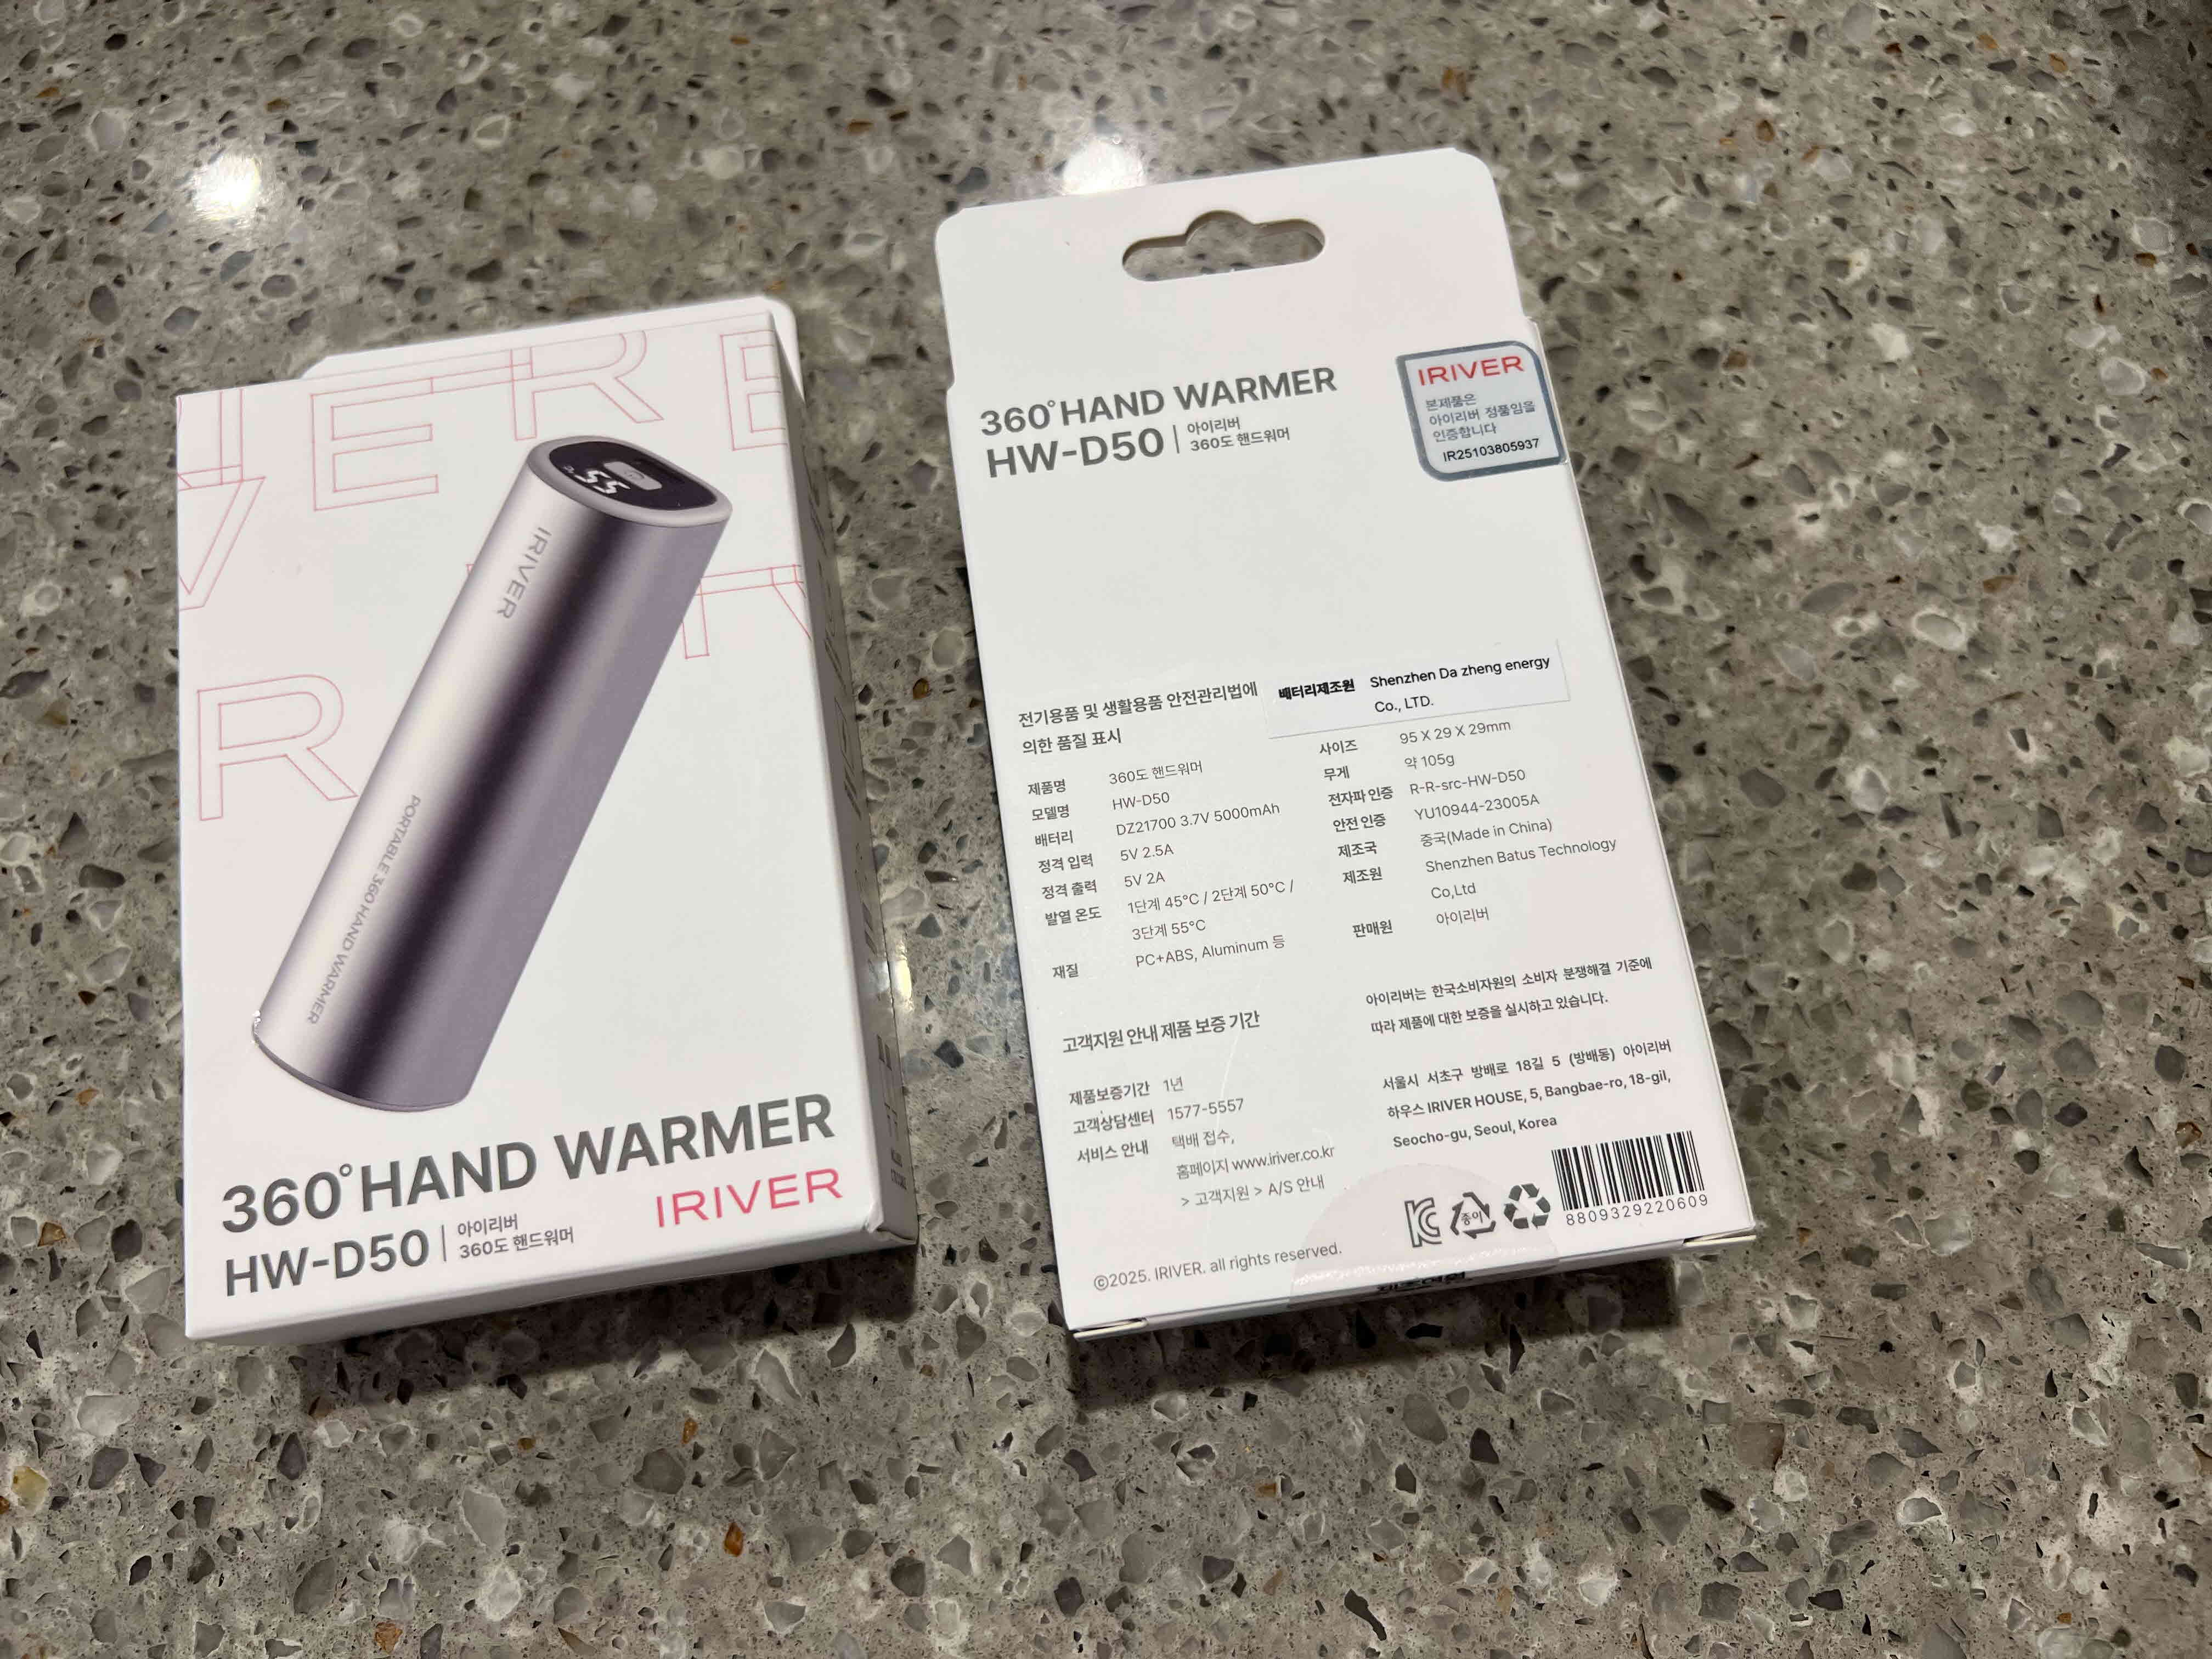 IRIVER
PORTABLE 360 HAND WARMER
55
360°HAND WARMER
HW-D50
아이리버
360도 핸드워머
IRIVER
360°HAND WARMER
HW-D50
아이리버
360도 핸드워머
IRIVER
본제품은
아이리버 정품임을
인증합니다
IR25103805937
전기용품 및 생활용품 안전관리법에
의한 품질 표시
제품명 360도 핸드워머
모델명 HW-D50
배터리 DZ21700 3.7V 5000mAh
정격 입력 5V 2.5A
정격 출력 5V 2A
발열 온도 1단계 45°C / 2단계 50°C /
3단계 55°C
재질 PC+ABS, Aluminum 등
배터리제조원 Shenzhen Da zheng energy
Co., LTD.
사이즈 95 X 29 X 29mm
무게 약 105g
전자파 인증 R-R-src-HW-D50
안전 인증 YU10944-23005A
제조국 중국(Made in China)
제조원 Shenzhen Batus Technology
Co,Ltd
판매원 아이리버
고객지원 안내 제품 보증 기간
제품보증기간 1년
고객상담센터 1577-5557
서비스 안내 택배 접수,
홈페이지 www.iriver.co.kr
> 고객지원 > A/S 안내
아이리버는 한국소비자원의 소비자 분쟁해결 기준에
따라 제품에 대한 보증을 실시하고 있습니다.
서울시 서초구 방배로 18길 5 (방배동) 아이리버
하우스 IRIVER HOUSE, 5, Bangbae-ro, 18-gil,
Seocho-gu, Seoul, Korea
종이
8809329220609
©2025. IRIVER. all rights reserved.